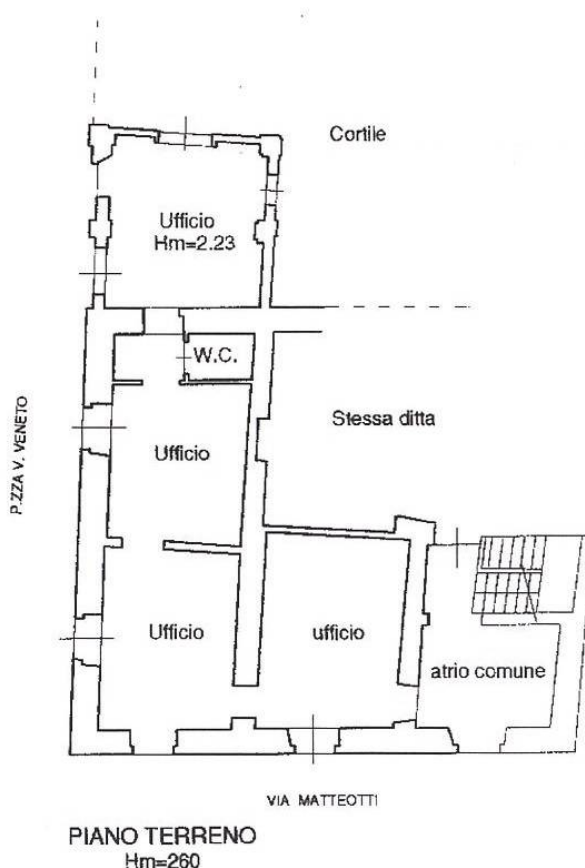 Cortile
Ufficio
Hm=2.23
W.C.
Stessa ditta
P.ZZA V. VENETO
Ufficio
Ufficio
ufficio
atrio comune
VIA MATTEOTTI
PIANO TERRENO
Hm=260